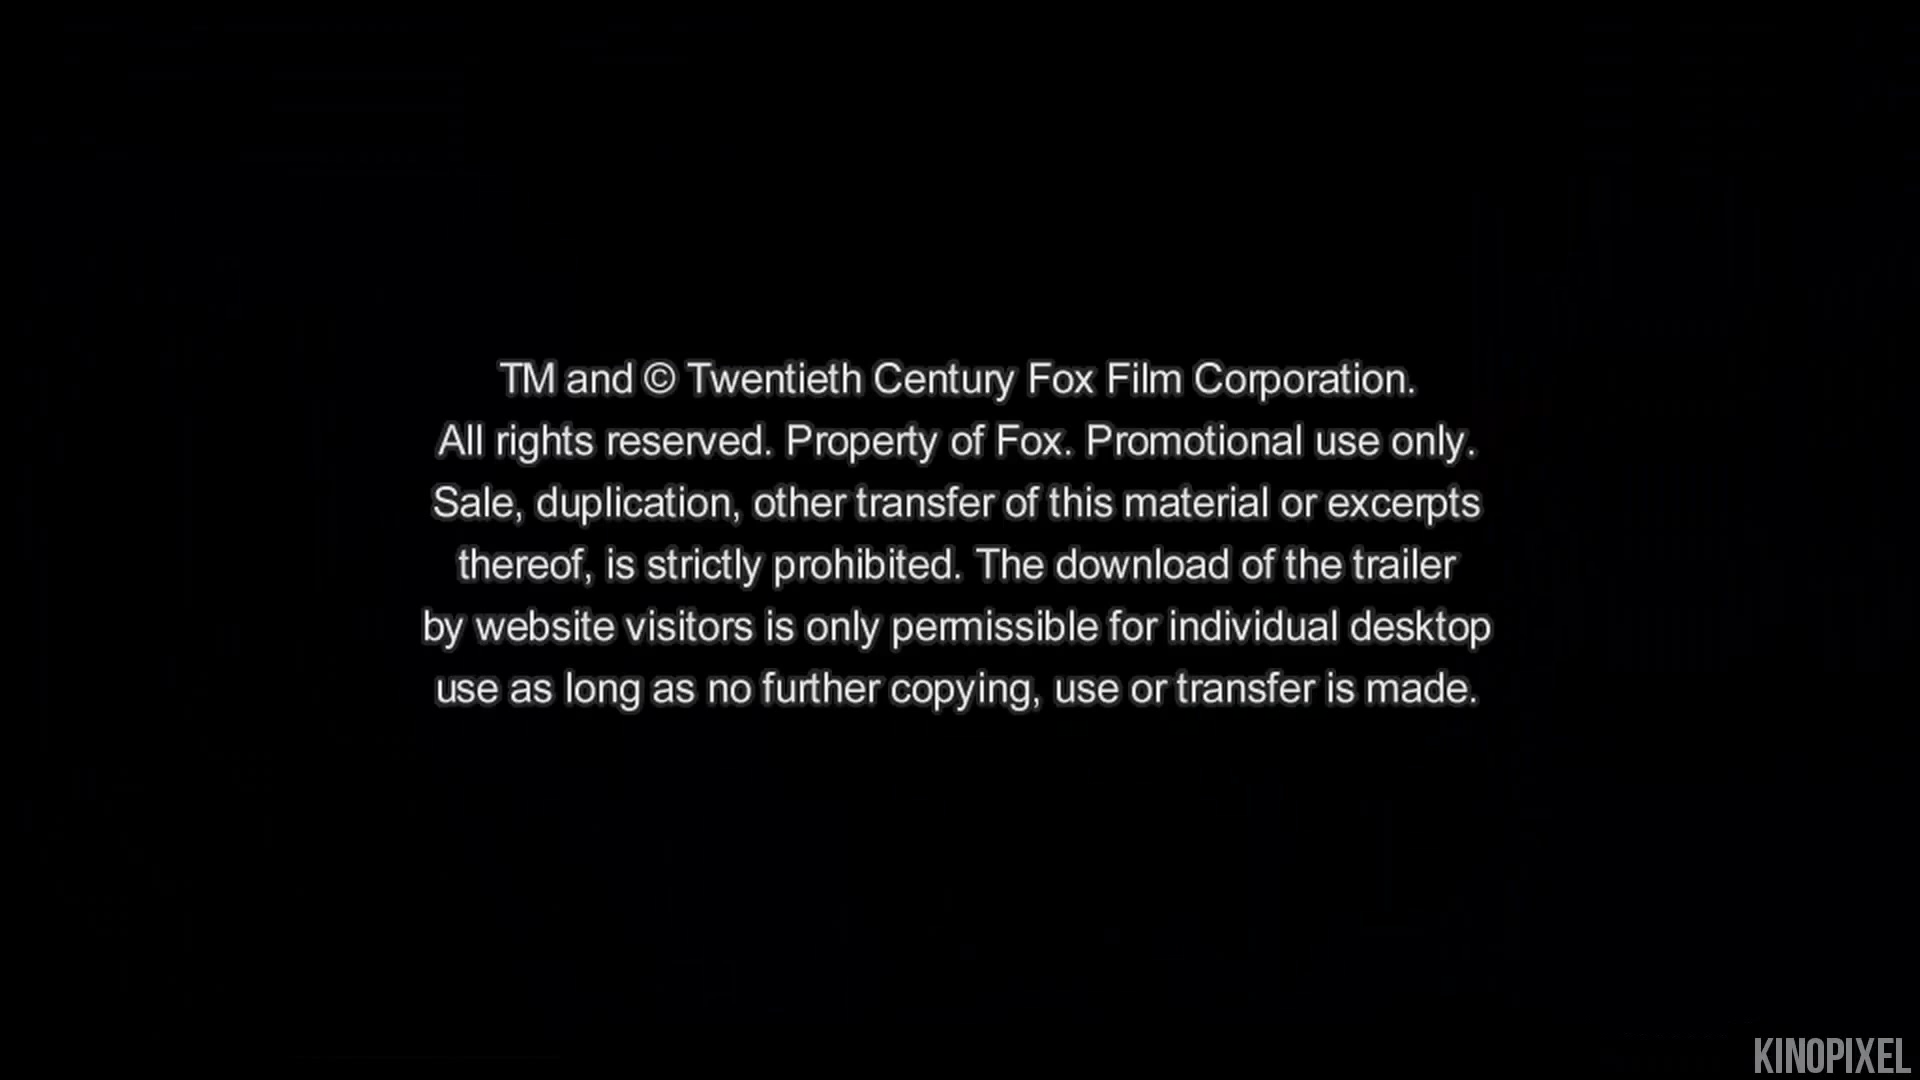 TM and © Twentieth Century Fox Film Corporation.
All rights reserved. Property of Fox. Promotional use only.
Sale, duplication, other transfer of this material or excerpts
thereof, is strictly prohibited. The download of the trailer
by website visitors is only permissible for individual desktop
use as long as no further copying, use or transfer is made.
KINOPIXEL